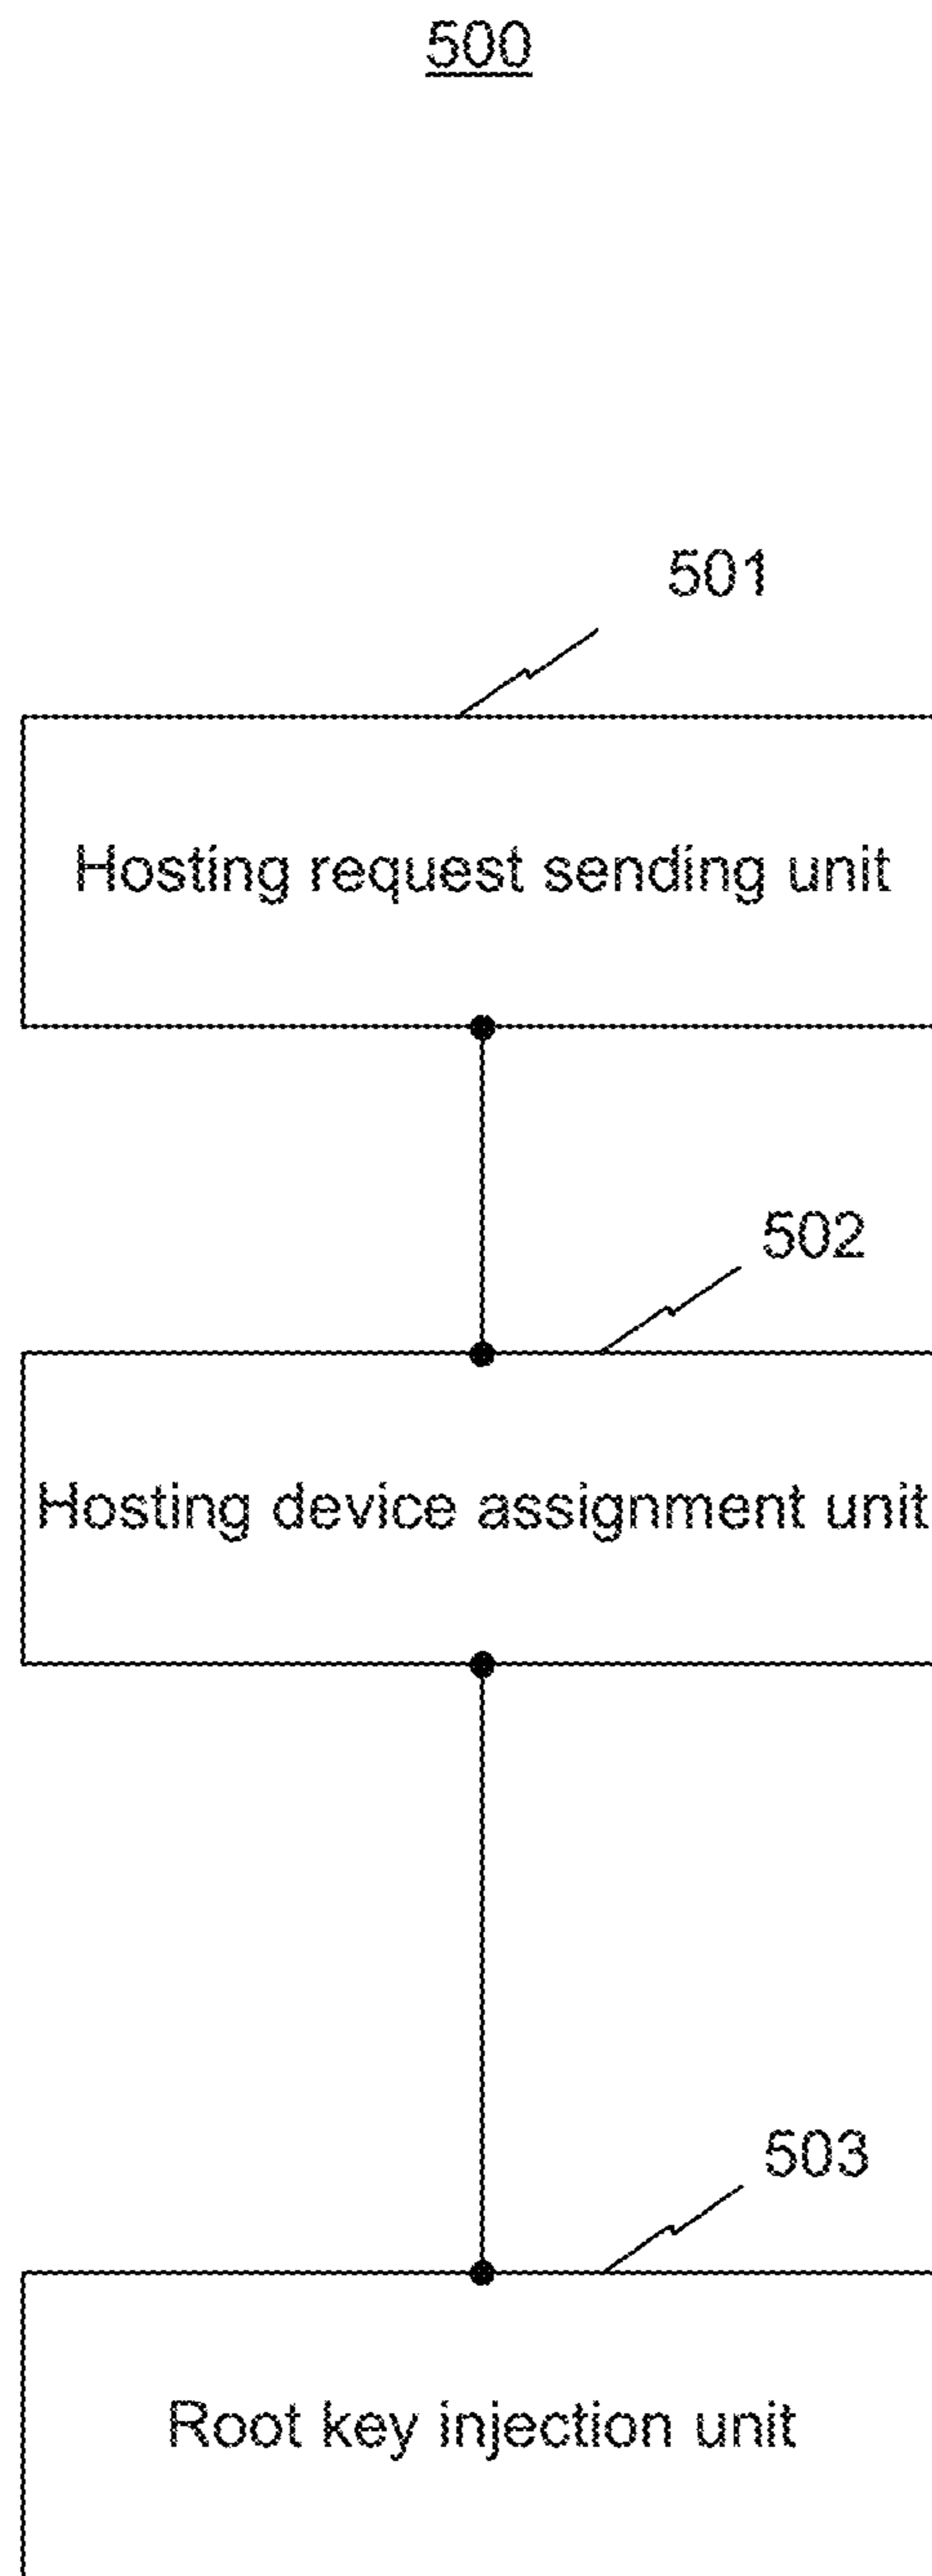 500
501
Hosting request sending unit
502
Hosting device assignment unit
503
Root key injection unit